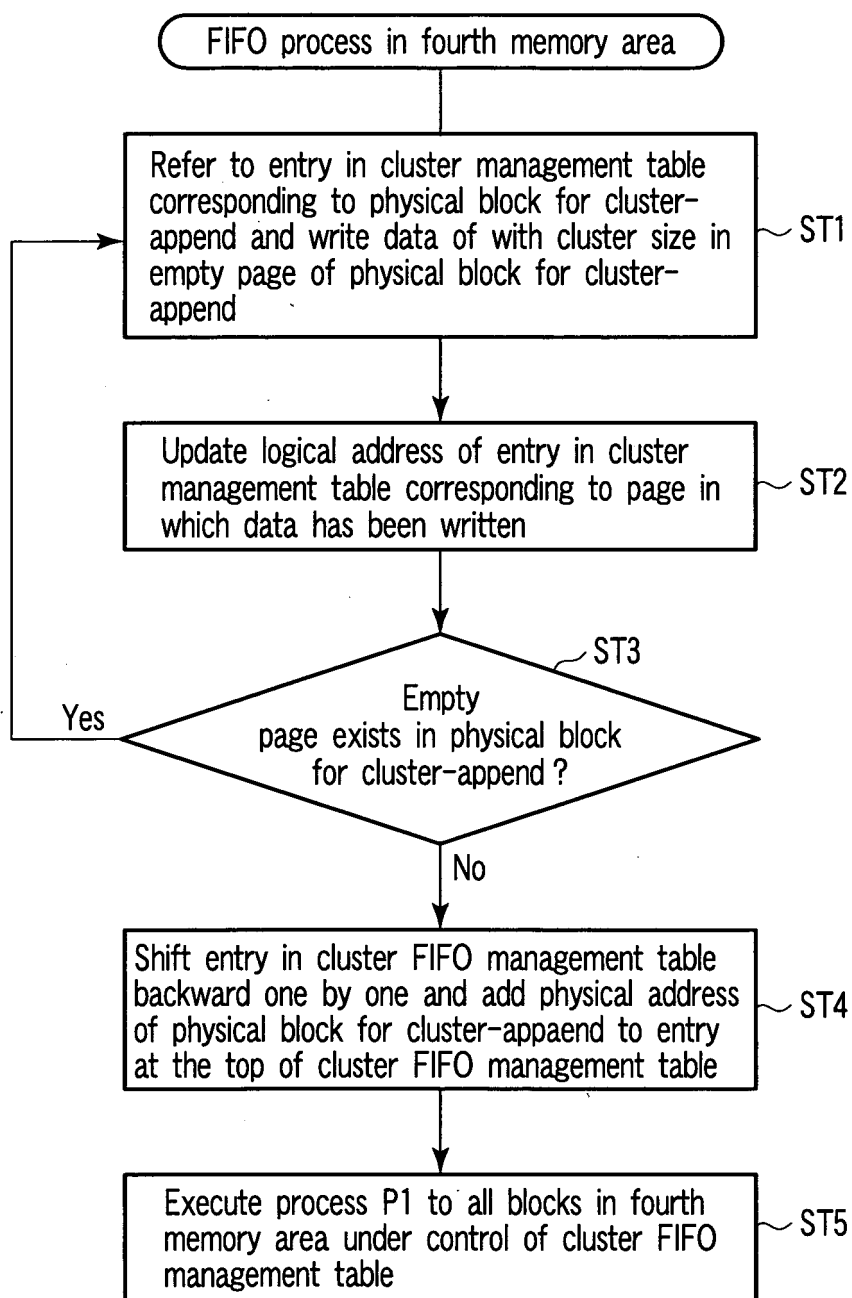 FIFO process in fourth memory area
Refer to entry in cluster management table
corresponding to physical block for cluster-
append and write data of with cluster size in
empty page of physical block for cluster-
append
ST1
Update logical address of entry in cluster
management table corresponding to page in
which data has been written
ST2
ST3
Empty
page exists in physical block
for cluster-append ?
Yes
No
Shift entry in cluster FIFO management table
backward one by one and add physical address
of physical block for cluster-appaend to entry
at the top of cluster FIFO management table
ST4
Execute process P1 to all blocks in fourth
memory area under control of cluster FIFO
management table
ST5